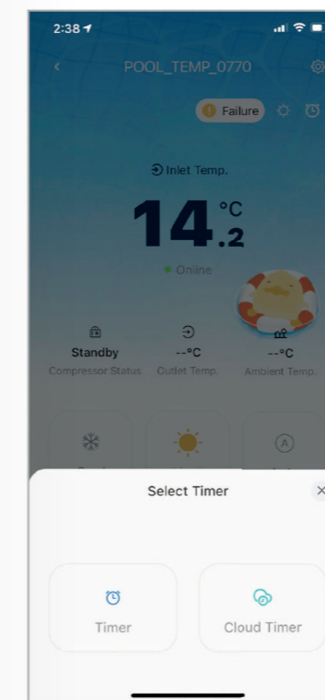 2:38
POOL_TEMP_0770
Failure
Inlet Temp.
14.2 °C
Online
Standby
--°C
--°C
Compressor Status
Outlet Temp.
Ambient Temp.
A
Select Timer
Timer
Cloud Timer